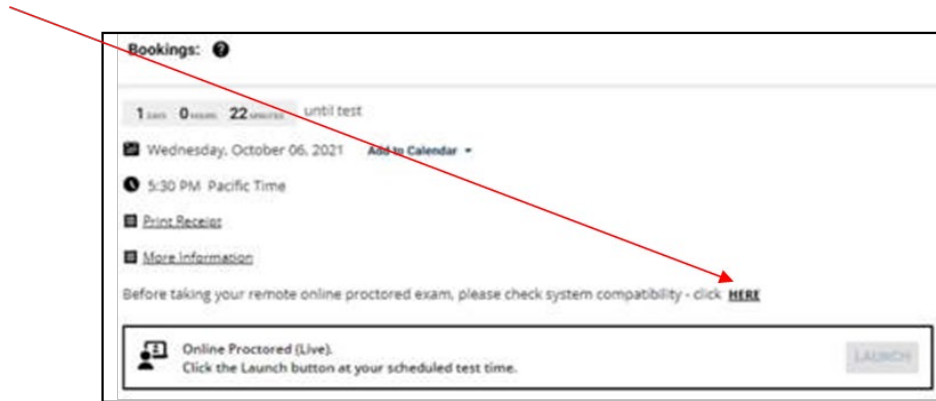 Bookings:
1 DAYS 0 HOURS 22 MINUTES until test
Wednesday, October 06, 2021 Add to Calendar
5:30 PM Pacific Time
Print Receipt
More Information
Before taking your remote online proctored exam, please check system compatibility - click HERE
Online Proctored (Live).
Click the Launch button at your scheduled test time.
LAUNCH